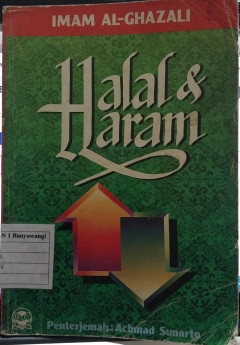 IMAM AL-GHAZALI
Halal &
Haram
N 1 Banyuwangi
Penterjemah: Achmad Sunarto